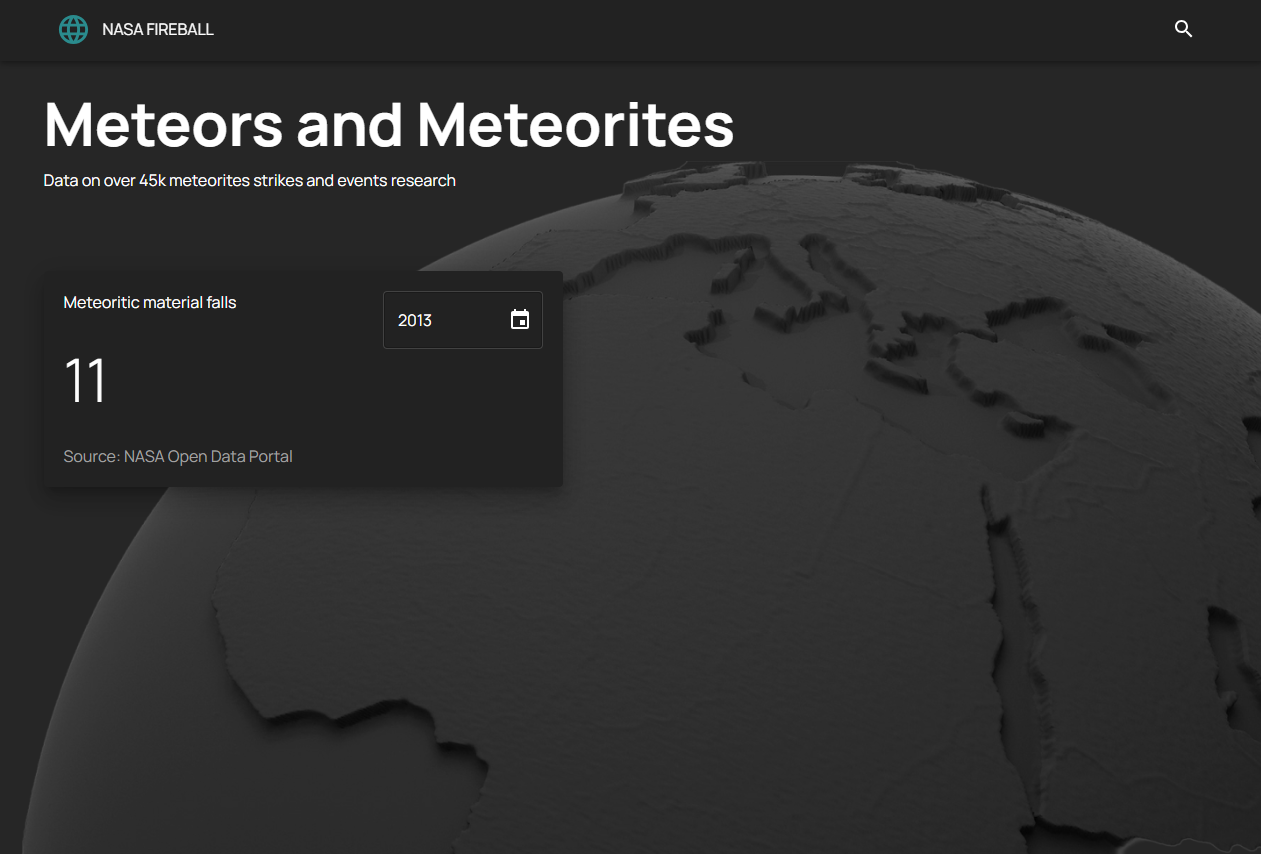 NASA FIREBALL
Meteors and Meteorites
Data on over 45k meteorites strikes and events research
Meteoritic material falls
2013
11
Source: NASA Open Data Portal